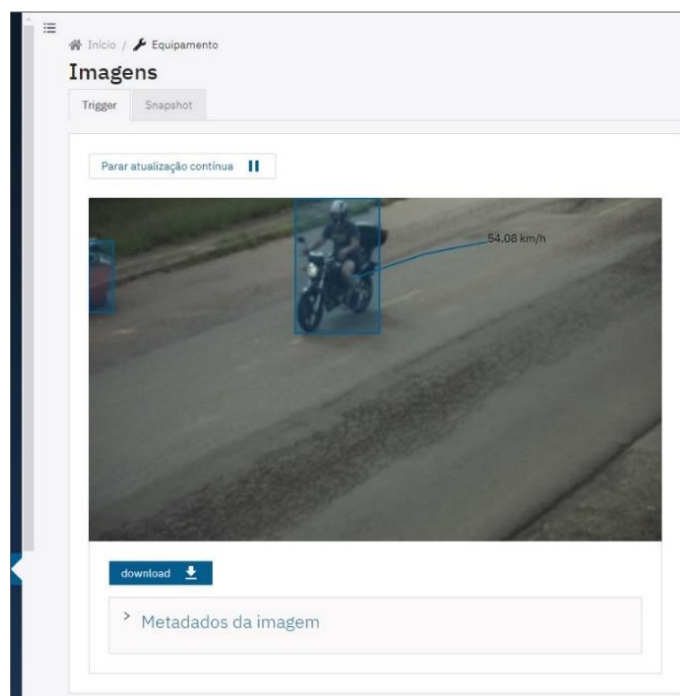 Início / Equipamento
Imagens
Trigger Snapshot
Parar atualização contínua
54.08 km/h
download
> Metadados da imagem